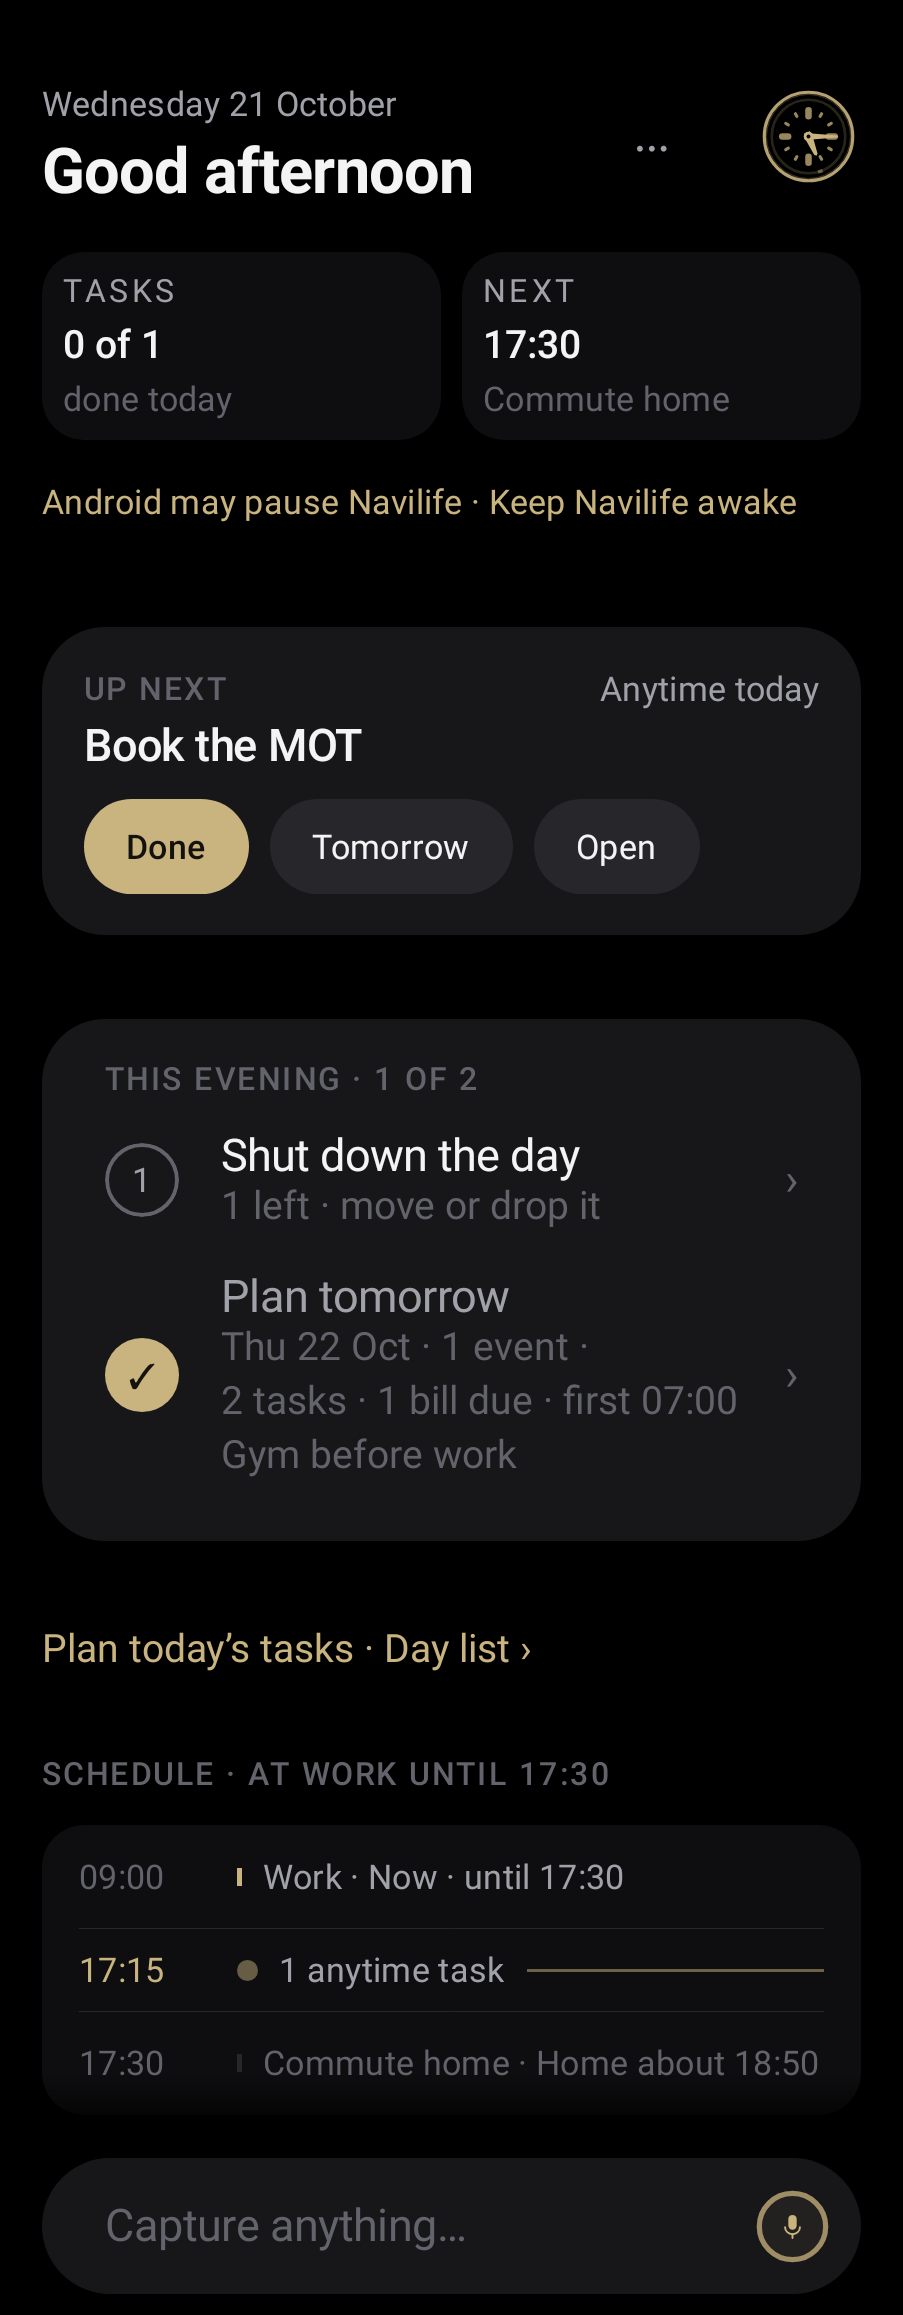 Wednesday 21 October
Good afternoon
...
TASKS
0 of 1
done today
NEXT
17:30
Commute home
Android may pause Navilife · Keep Navilife awake
UP NEXT
Anytime today
Book the MOT
Done
Tomorrow
Open
THIS EVENING · 1 OF 2
1
Shut down the day
1 left · move or drop it
›
✓
Plan tomorrow
Thu 22 Oct · 1 event ·
2 tasks · 1 bill due · first 07:00
Gym before work
›
Plan today’s tasks · Day list ›
SCHEDULE · AT WORK UNTIL 17:30
09:00 Work · Now · until 17:30
17:15 1 anytime task
17:30 Commute home · Home about 18:50
Capture anything...